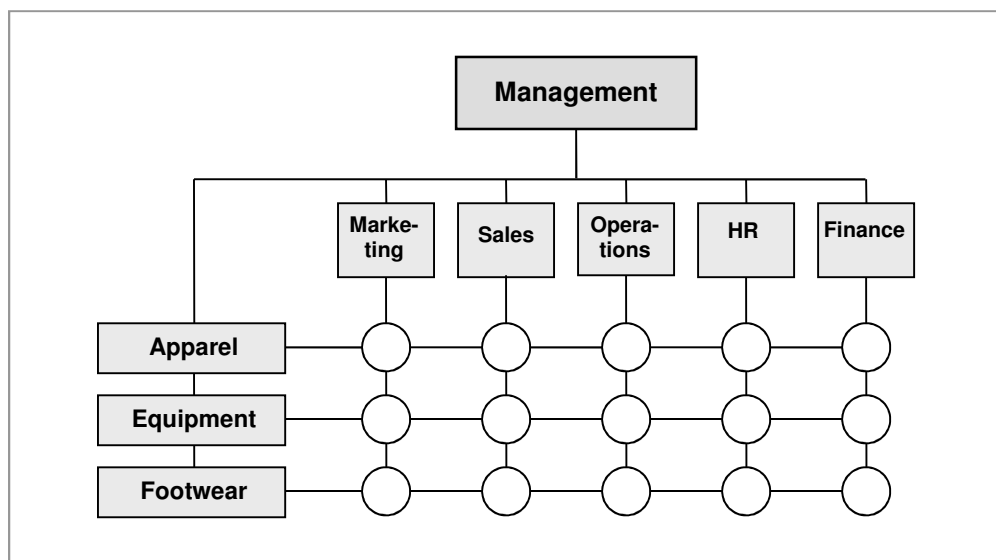 Management
Marke-
ting
Sales
Opera-
tions
HR
Finance
Apparel
Equipment
Footwear